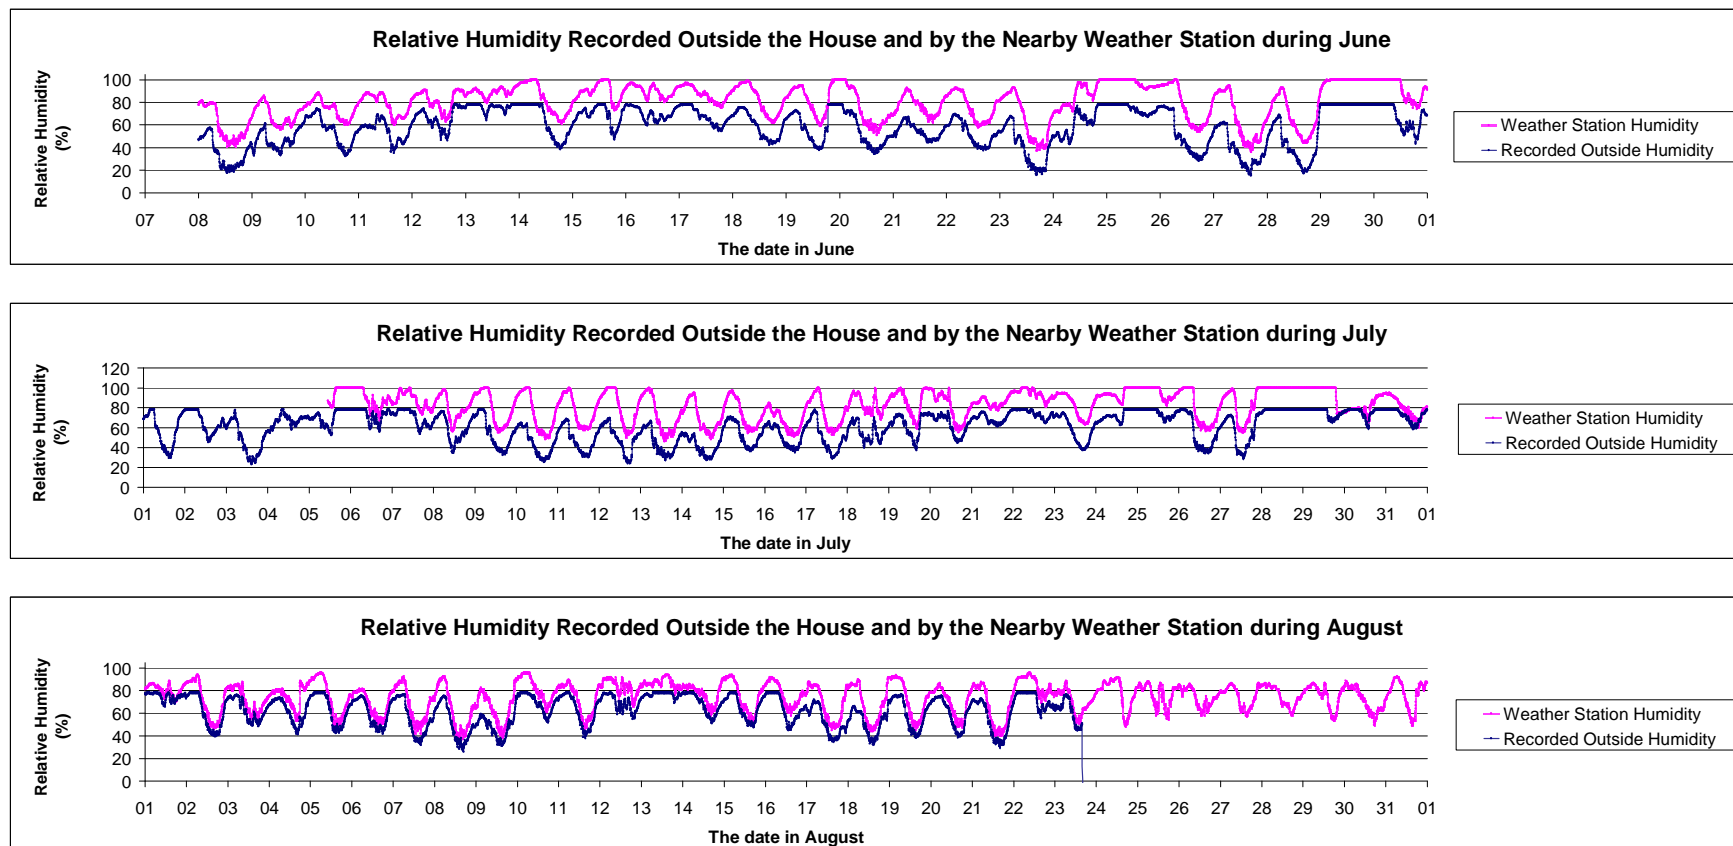 Relative Humidity Recorded Outside the House and by the Nearby Weather Station during June
Relative Humidity
(%)
100
80
60
40
20
0
07 08 09 10 11 12 13 14 15 16 17 18 19 20 21 22 23 24 25 26 27 28 29 30 01
The date in June
Weather Station Humidity
Recorded Outside Humidity
Relative Humidity Recorded Outside the House and by the Nearby Weather Station during July
Relative Humidity
(%)
120
100
80
60
40
20
0
01 02 03 04 05 06 07 08 09 10 11 12 13 14 15 16 17 18 19 20 21 22 23 24 25 26 27 28 29 30 31 01
The date in July
Weather Station Humidity
Recorded Outside Humidity
Relative Humidity Recorded Outside the House and by the Nearby Weather Station during August
Relative Humidity
(%)
100
80
60
40
20
0
01 02 03 04 05 06 07 08 09 10 11 12 13 14 15 16 17 18 19 20 21 22 23 24 25 26 27 28 29 30 31 01
The date in August
Weather Station Humidity
Recorded Outside Humidity